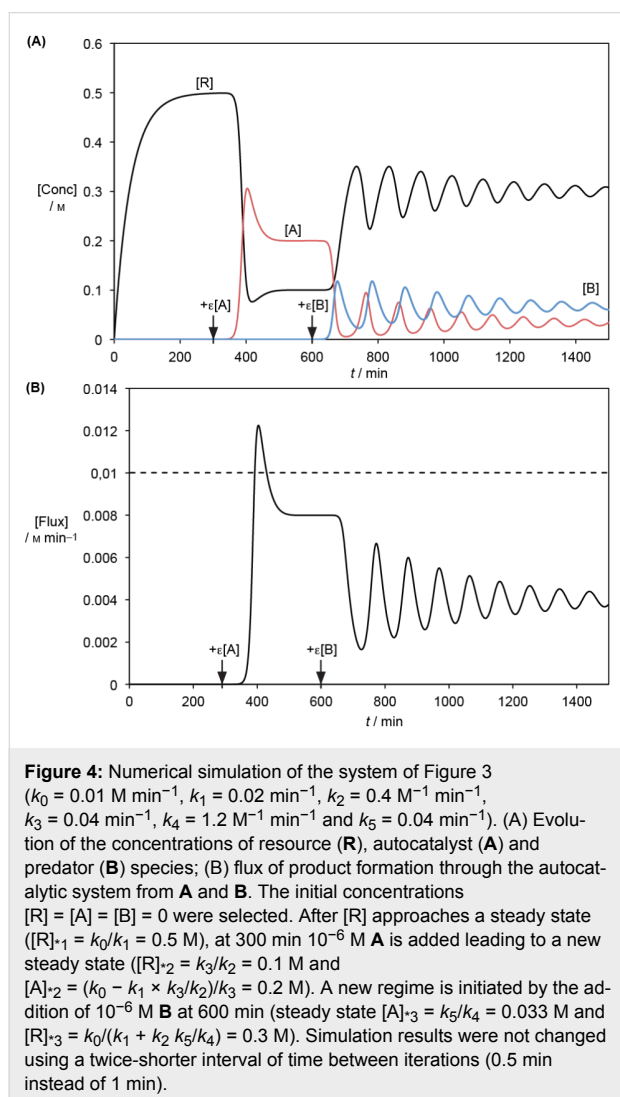 (A)
0.6
0.5
0.4
[Conc]
/ M
0.3
0.2
0.1
0
[R]
[A]
[B]
+ε[A]
+ε[B]
0
200
400
600
800
1000
1200
1400
t / min
(B)
0.014
0.012
0,01
[Flux]
/ M min⁻¹
0.008
0.006
0.004
0.002
0
+ε[A]
+ε[B]
0
200
400
600
800
1000
1200
1400
t / min
Figure 4: Numerical simulation of the system of Figure 3
(k₀ = 0.01 M min⁻¹, k₁ = 0.02 min⁻¹, k₂ = 0.4 M⁻¹ min⁻¹,
k₃ = 0.04 min⁻¹, k₄ = 1.2 M⁻¹ min⁻¹ and k₅ = 0.04 min⁻¹). (A) Evolu-
tion of the concentrations of resource (R), autocatalyst (A) and
predator (B) species; (B) flux of product formation through the autocat-
alytic system from A and B. The initial concentrations
[R] = [A] = [B] = 0 were selected. After [R] approaches a steady state
([R]*1 = k₀/k₁ = 0.5 M), at 300 min 10⁻⁶ M A is added leading to a new
steady state ([R]*2 = k₃/k₂ = 0.1 M and
[A]*2 = (k₀ − k₁ × k₃/k₂)/k₃ = 0.2 M). A new regime is initiated by the ad-
dition of 10⁻⁶ M B at 600 min (steady state [A]*3 = k₅/k₄ = 0.033 M and
[R]*3 = k₀/(k₁ + k₂ k₅/k₄) = 0.3 M). Simulation results were not changed
using a twice-shorter interval of time between iterations (0.5 min
instead of 1 min).